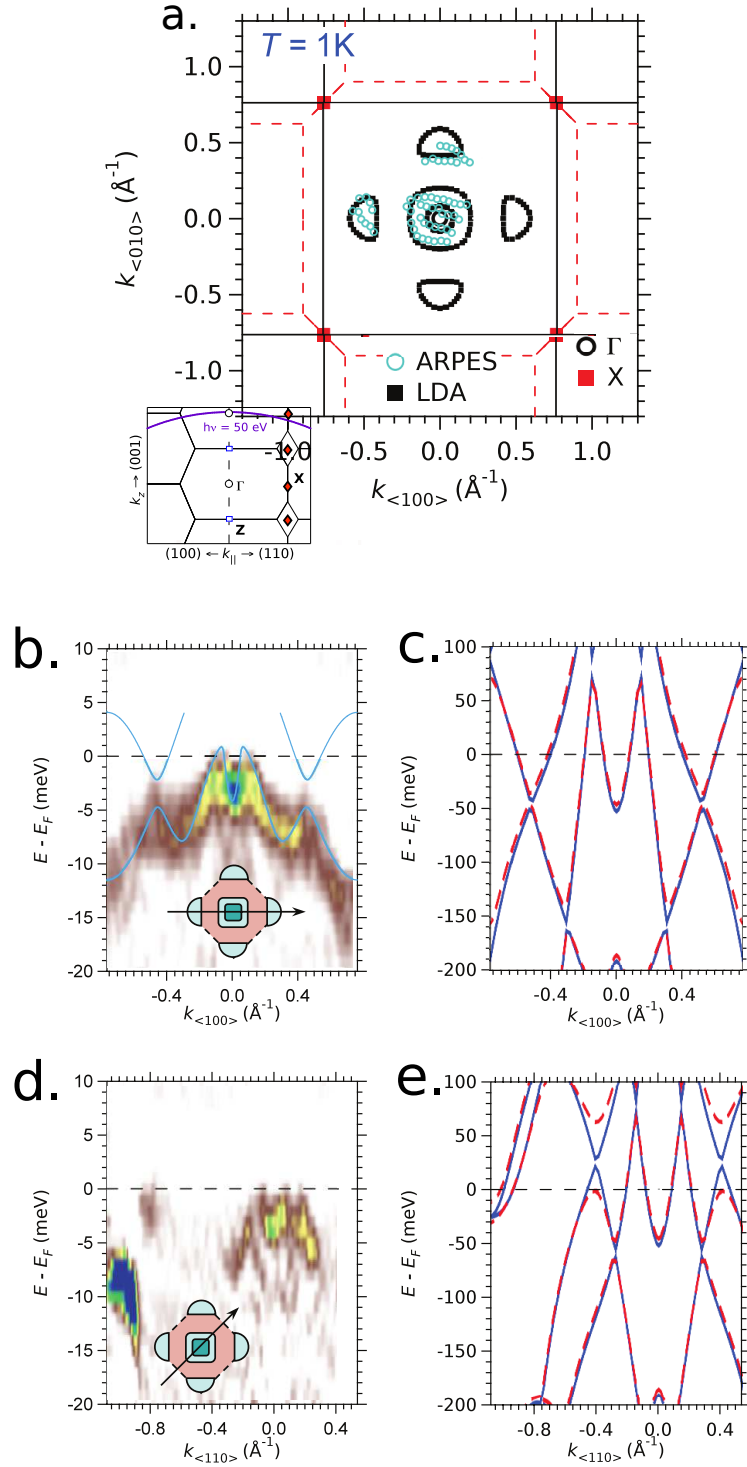 a.
T = 1K
1.0
0.5
0.0
-0.5
-1.0
k<010> (Å-1)
ARPES
LDA
Γ
X
-1.0
-0.5
0.0
0.5
1.0
k<100> (Å-1)
hν = 50 eV
Γ
X
Z
kz → (001)
(100) ← k|| → (110)
b.
10
5
0
-5
-10
-15
-20
E - EF (meV)
-0.4
0.0
0.4
k<100> (Å-1)
c.
100
50
0
-50
-100
-150
-200
E - EF (meV)
-0.4
0.0
0.4
k<100> (Å-1)
d.
10
5
0
-5
-10
-15
-20
E - EF (meV)
-0.8
-0.4
0.0
0.4
k<110> (Å-1)
e.
100
50
0
-50
-100
-150
-200
E - EF (meV)
-0.8
-0.4
0.0
0.4
k<110> (Å-1)